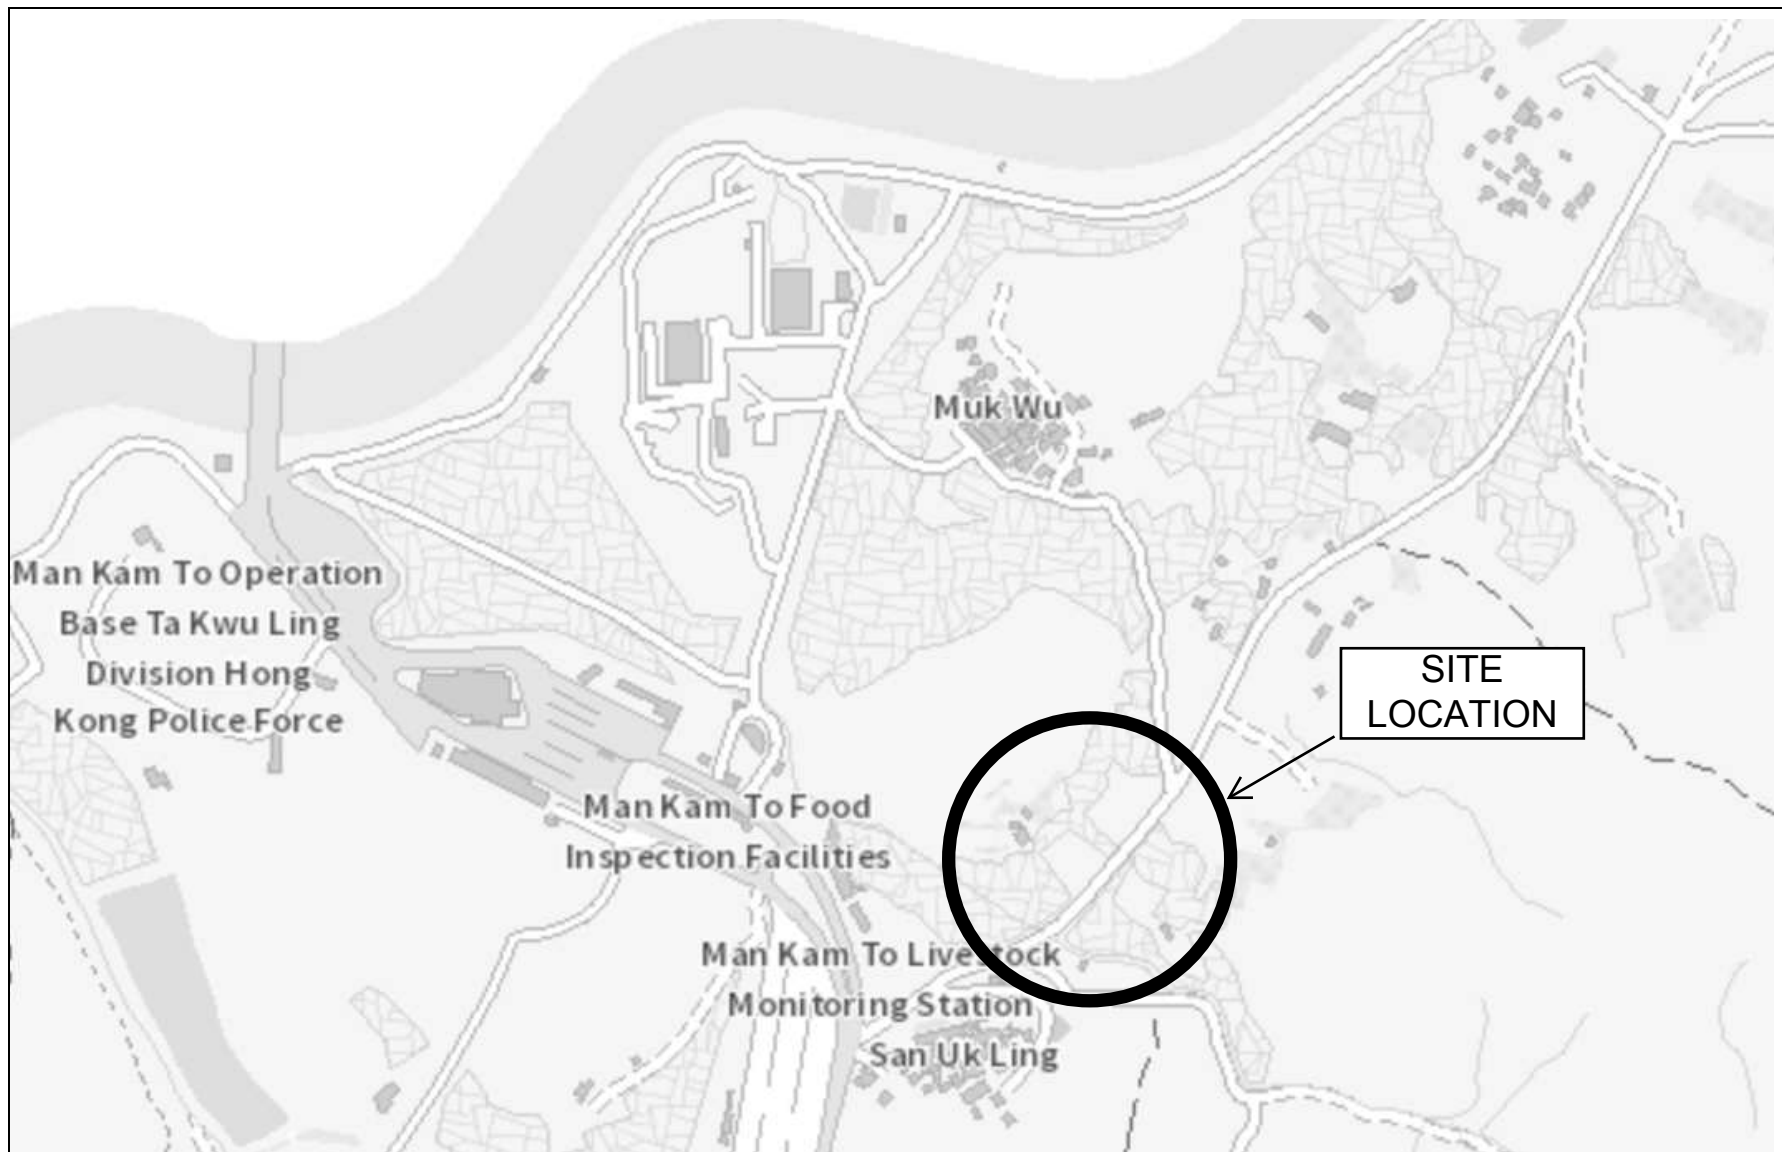 Muk Wu
Man Kam To Operation
Base Ta Kwu Ling
Division Hong
Kong Police Force
SITE
LOCATION
Man Kam To Food
Inspection Facilities
Man Kam To Livestock
Monitoring Station
San Uk Ling